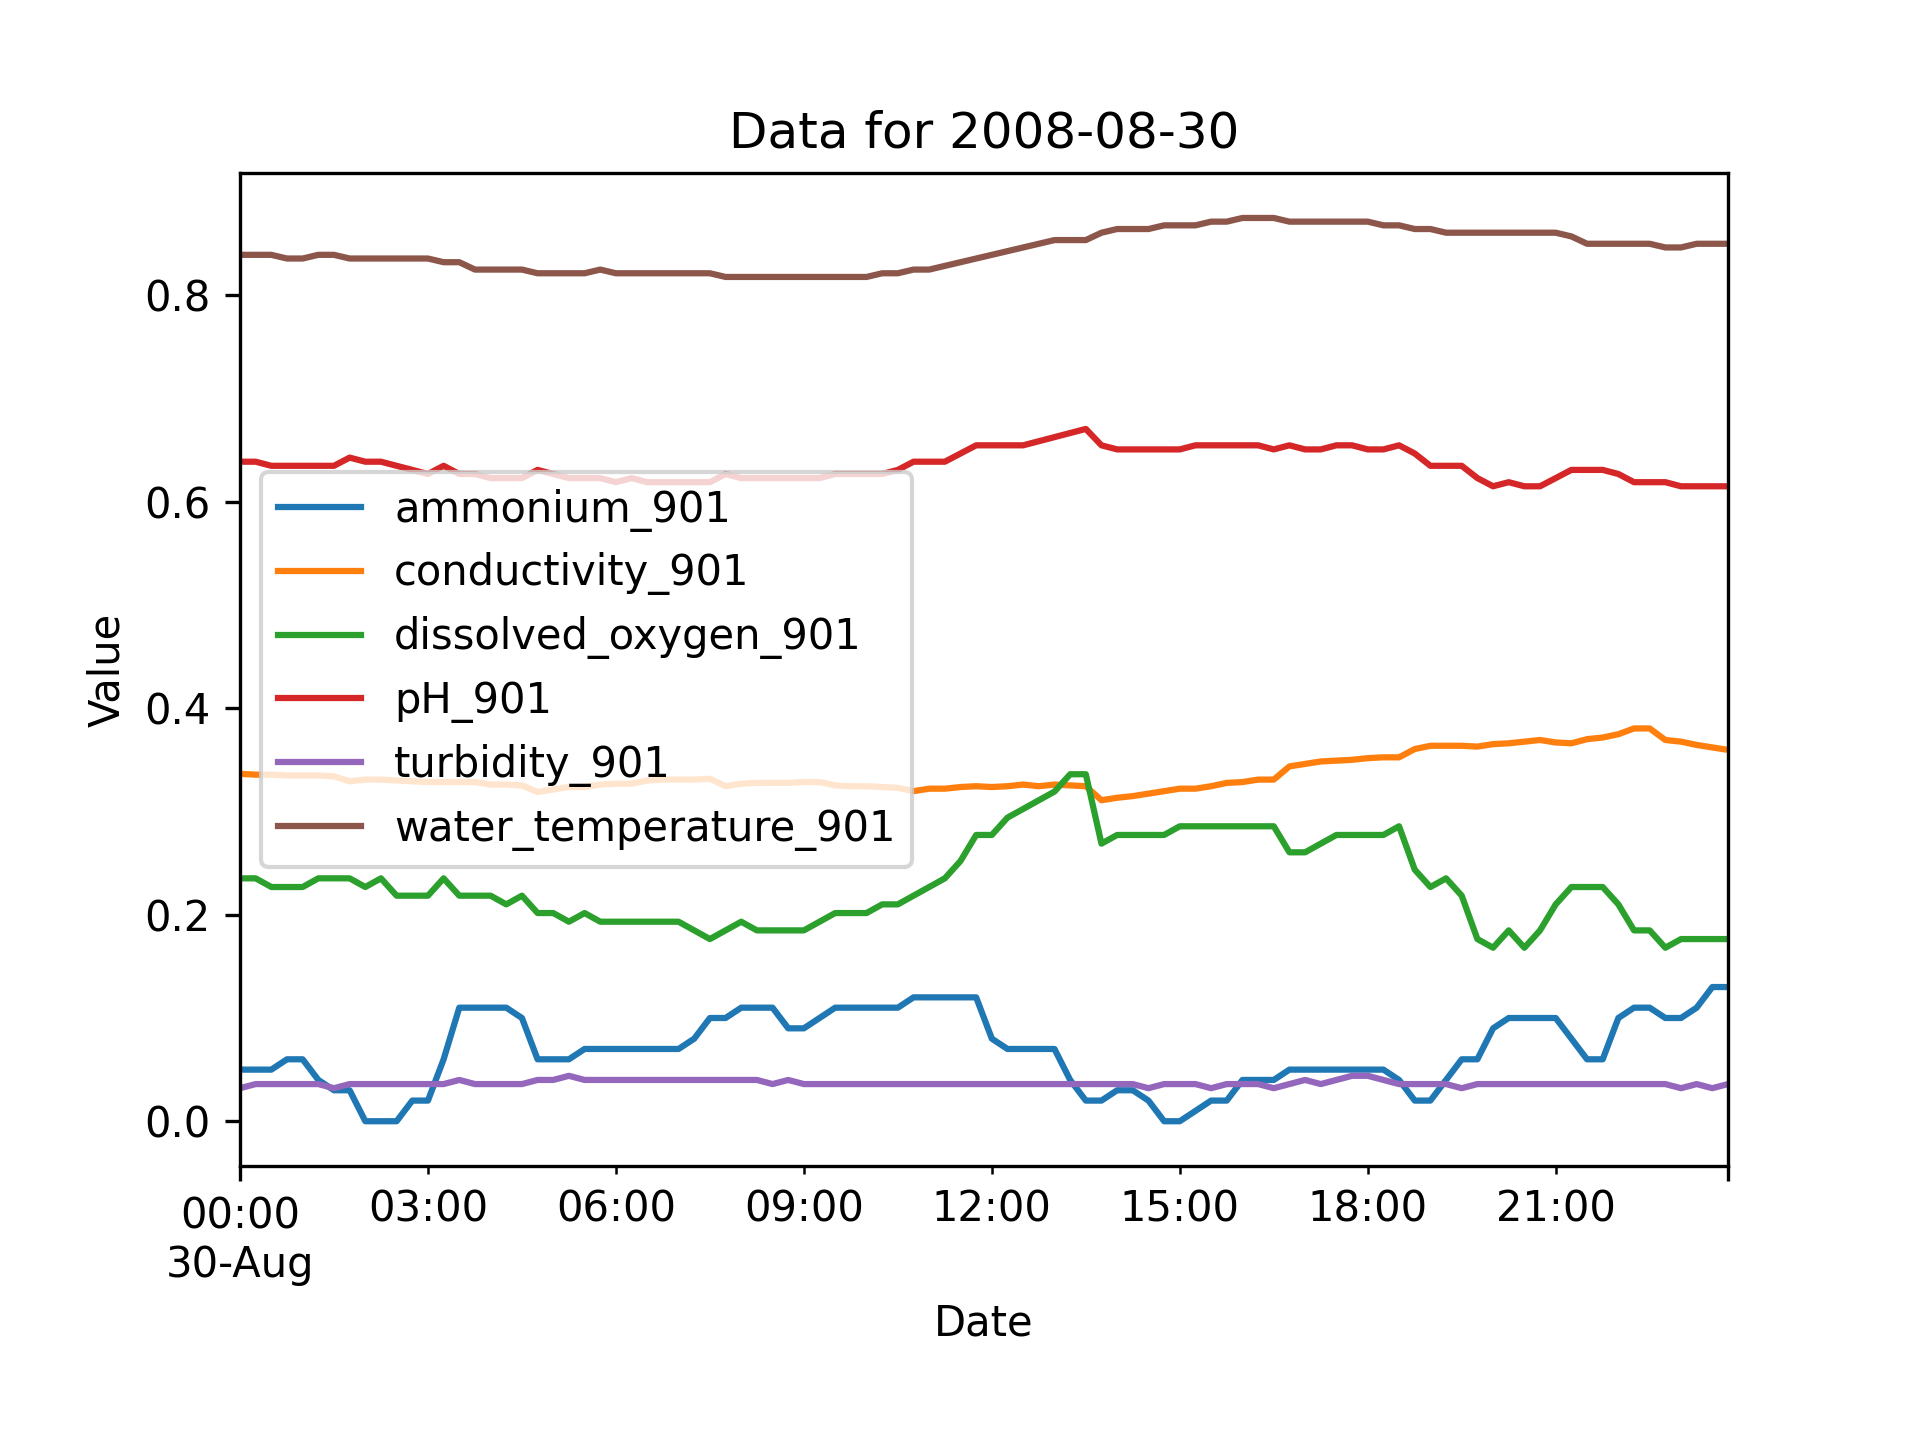 Data for 2008-08-30
Value
0.8
0.6
0.4
0.2
0.0
ammonium_901
conductivity_901
dissolved_oxygen_901
pH_901
turbidity_901
water_temperature_901
00:00 03:00 06:00 09:00 12:00 15:00 18:00 21:00
30-Aug
Date